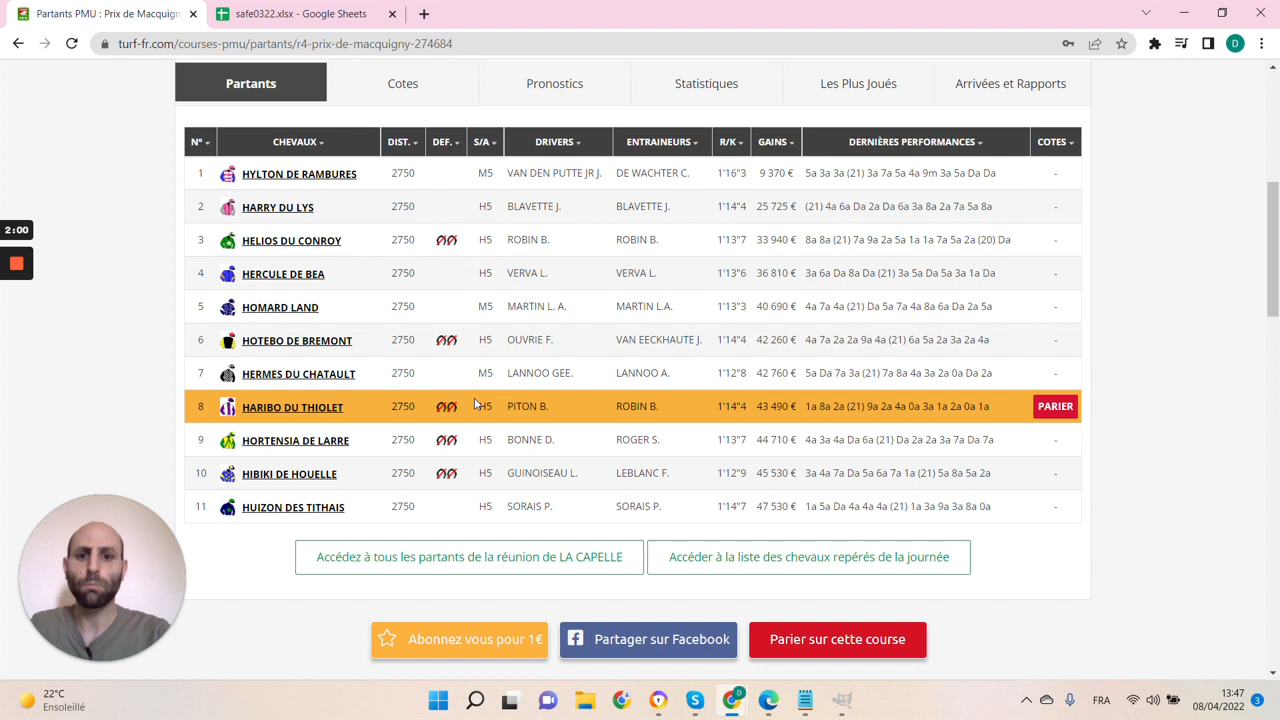 Partants PMU : Prix de Macquign
safe0322.xlsx - Google Sheets
turf-fr.com/courses-pmu/partants/r4-prix-de-macquigny-274684
D
Partants Cotes Pronostics Statistiques Les Plus Joués Arrivées et Rapports
N° CHEVAUX DIST. DEF. S/A DRIVERS ENTRAINEURS R/K GAINS DERNIÈRES PERFORMANCES COTES
1 HYLTON DE RAMBURES 2750 M5 VAN DEN PUTTE JR J. DE WACHTER C. 1'16"3 9 370 € 5a 3a 3a (21) 3a 7a 5a 4a 9m 3a 5a Da Da -
2 HARRY DU LYS 2750 H5 BLAVETTE J. BLAVETTE J. 1'14"4 25 725 € (21) 4a 6a Da 2a Da 6a 3a 8a 2a 7a 5a 8a -
2:00
3 HELIOS DU CONROY 2750 H5 ROBIN B. ROBIN B. 1'13"7 33 940 € 8a 8a (21) 7a 9a 2a 5a 1a 1a 7a 5a 2a (20) Da -
4 HERCULE DE BEA 2750 H5 VERVA L. VERVA L. 1'13"6 36 810 € 3a 6a Da 8a Da (21) 3a 5a Da 5a 3a 1a Da -
5 HOMARD LAND 2750 M5 MARTIN L. A. MARTIN L.A. 1'13"3 40 690 € 4a 7a 4a (21) Da 5a 7a 4a 8a 6a Da 2a 5a -
6 HOTEBO DE BREMONT 2750 H5 OUVRIE F. VAN EECKHAUTE J. 1'14"4 42 260 € 4a 7a 2a 2a 9a 4a (21) 6a 5a 2a 3a 2a 4a -
7 HERMES DU CHATAULT 2750 M5 LANNOO GEE. LANNOO A. 1'12"8 42 760 € 5a Da 7a 3a (21) 8a 4a 3a 2a 0a Da 2a -
8 HARIBO DU THIOLET 2750 H5 PITON B. ROBIN B. 1'14"4 43 490 € 1a 8a 2a (21) 9a 2a 4a 0a 3a 1a 2a 0a 1a PARIER
9 HORTENSIA DE LARRE 2750 H5 BONNE D. ROGER S. 1'13"7 44 710 € 4a 3a 4a Da 6a (21) Da 2a 2a 3a 7a Da 7a -
10 HIBIKI DE HOUELLE 2750 H5 GUINOISEAU L. LEBLANC F. 1'12"9 45 530 € 3a 4a 7a Da 5a 6a 7a 1a (21) 5a 8a 5a 2a -
11 HUIZON DES TITHAIS 2750 H5 SORAIS P. SORAIS P. 1'14"7 47 530 € 1a 5a Da 4a 4a 4a (21) 1a 3a 9a 3a 8a 0a -
Accédez à tous les partants de la réunion de LA CAPELLE
Accéder à la liste des chevaux repérés de la journée
Abonnez vous pour 1€
Partager sur Facebook
Parier sur cette course
22°C
Ensoleillé
FRA
13:47
08/04/2022
3